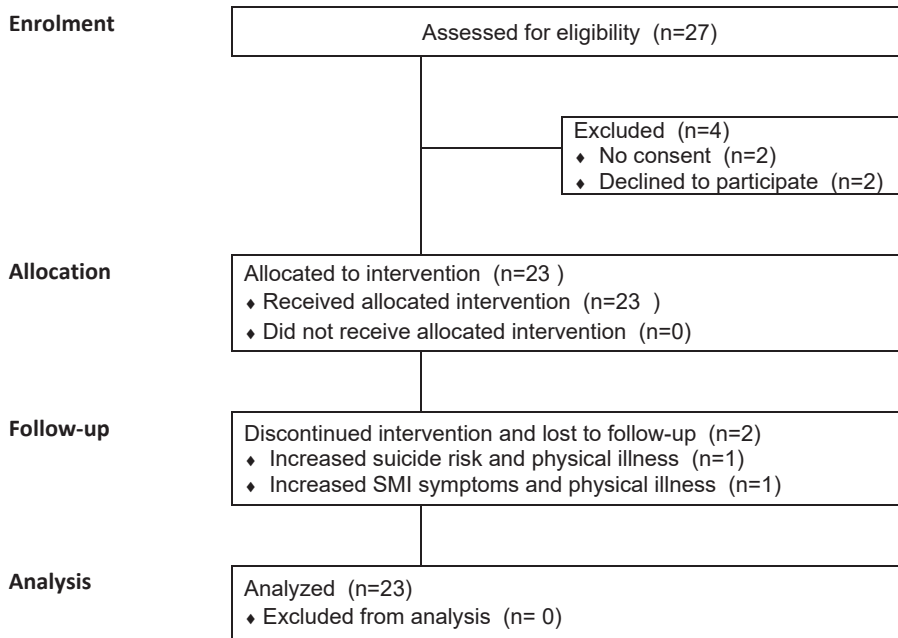 Enrolment
Assessed for eligibility (n=27)
Excluded (n=4)
♦ No consent (n=2)
♦ Declined to participate (n=2)
Allocation
Allocated to intervention (n=23 )
♦ Received allocated intervention (n=23 )
♦ Did not receive allocated intervention (n=0)
Follow-up
Discontinued intervention and lost to follow-up (n=2)
♦ Increased suicide risk and physical illness (n=1)
♦ Increased SMI symptoms and physical illness (n=1)
Analysis
Analyzed (n=23)
♦ Excluded from analysis (n= 0)